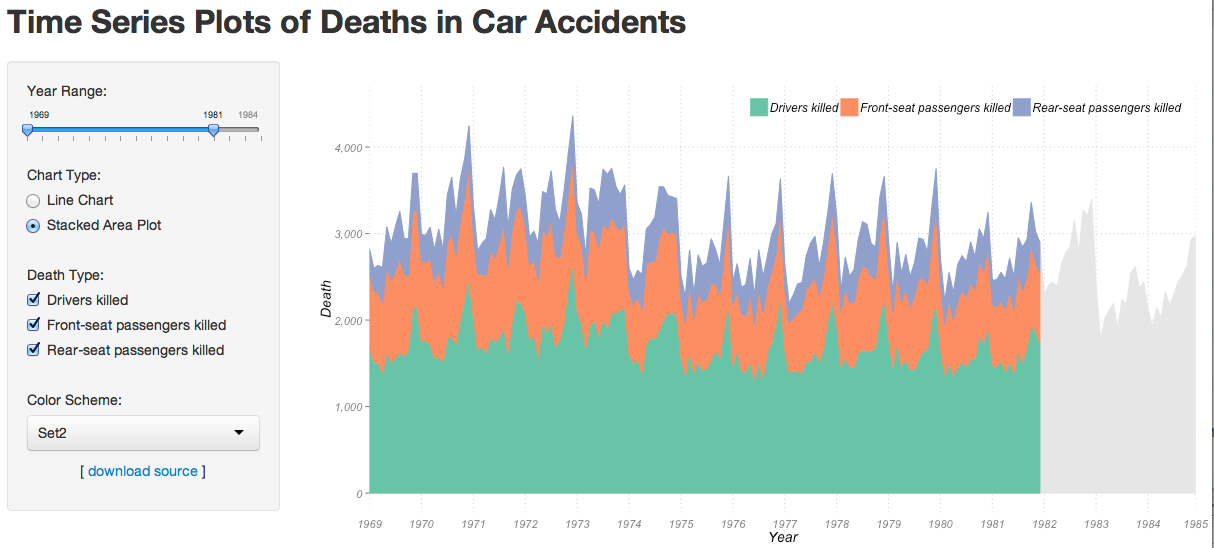 Time Series Plots of Deaths in Car Accidents
Year Range:
1969 1981 1984
Chart Type:
Line Chart
Stacked Area Plot
Death Type:
Drivers killed
Front-seat passengers killed
Rear-seat passengers killed
Color Scheme:
Set2
[ download source ]
Drivers killed Front-seat passengers killed Rear-seat passengers killed
Death
4,000
3,000
2,000
1,000
0
1969 1970 1971 1972 1973 1974 1975 1976 1977 1978 1979 1980 1981 1982 1983 1984 1985
Year